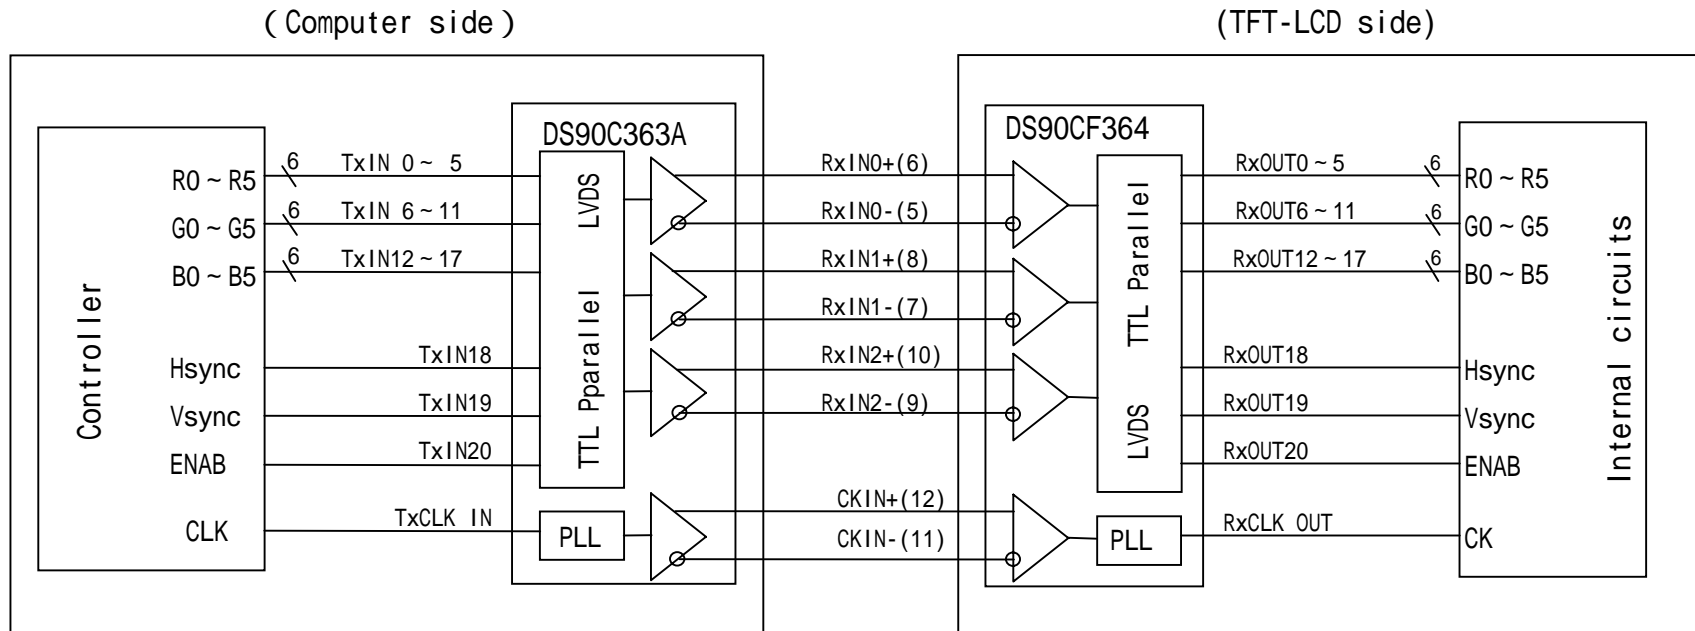 (Computer side)
(TFT-LCD side)
Controller
R0~R5
G0~G5
B0~B5
Hsync
Vsync
ENAB
CLK
6
6
6
TxIN 0~ 5
TxIN 6~11
TxIN12~17
TxIN18
TxIN19
TxIN20
TxCLK IN
DS90C363A
TTL Pparallel LVDS
PLL
RxIN0+(6)
RxIN0-(5)
RxIN1+(8)
RxIN1-(7)
RxIN2+(10)
RxIN2-(9)
CKIN+(12)
CKIN-(11)
DS90CF364
LVDS TTL Parallel
PLL
RxOUT0~5
RxOUT6~11
RxOUT12~17
RxOUT18
RxOUT19
RxOUT20
RxCLK OUT
6
6
6
R0~R5
G0~G5
B0~B5
Hsync
Vsync
ENAB
CK
Internal circuits